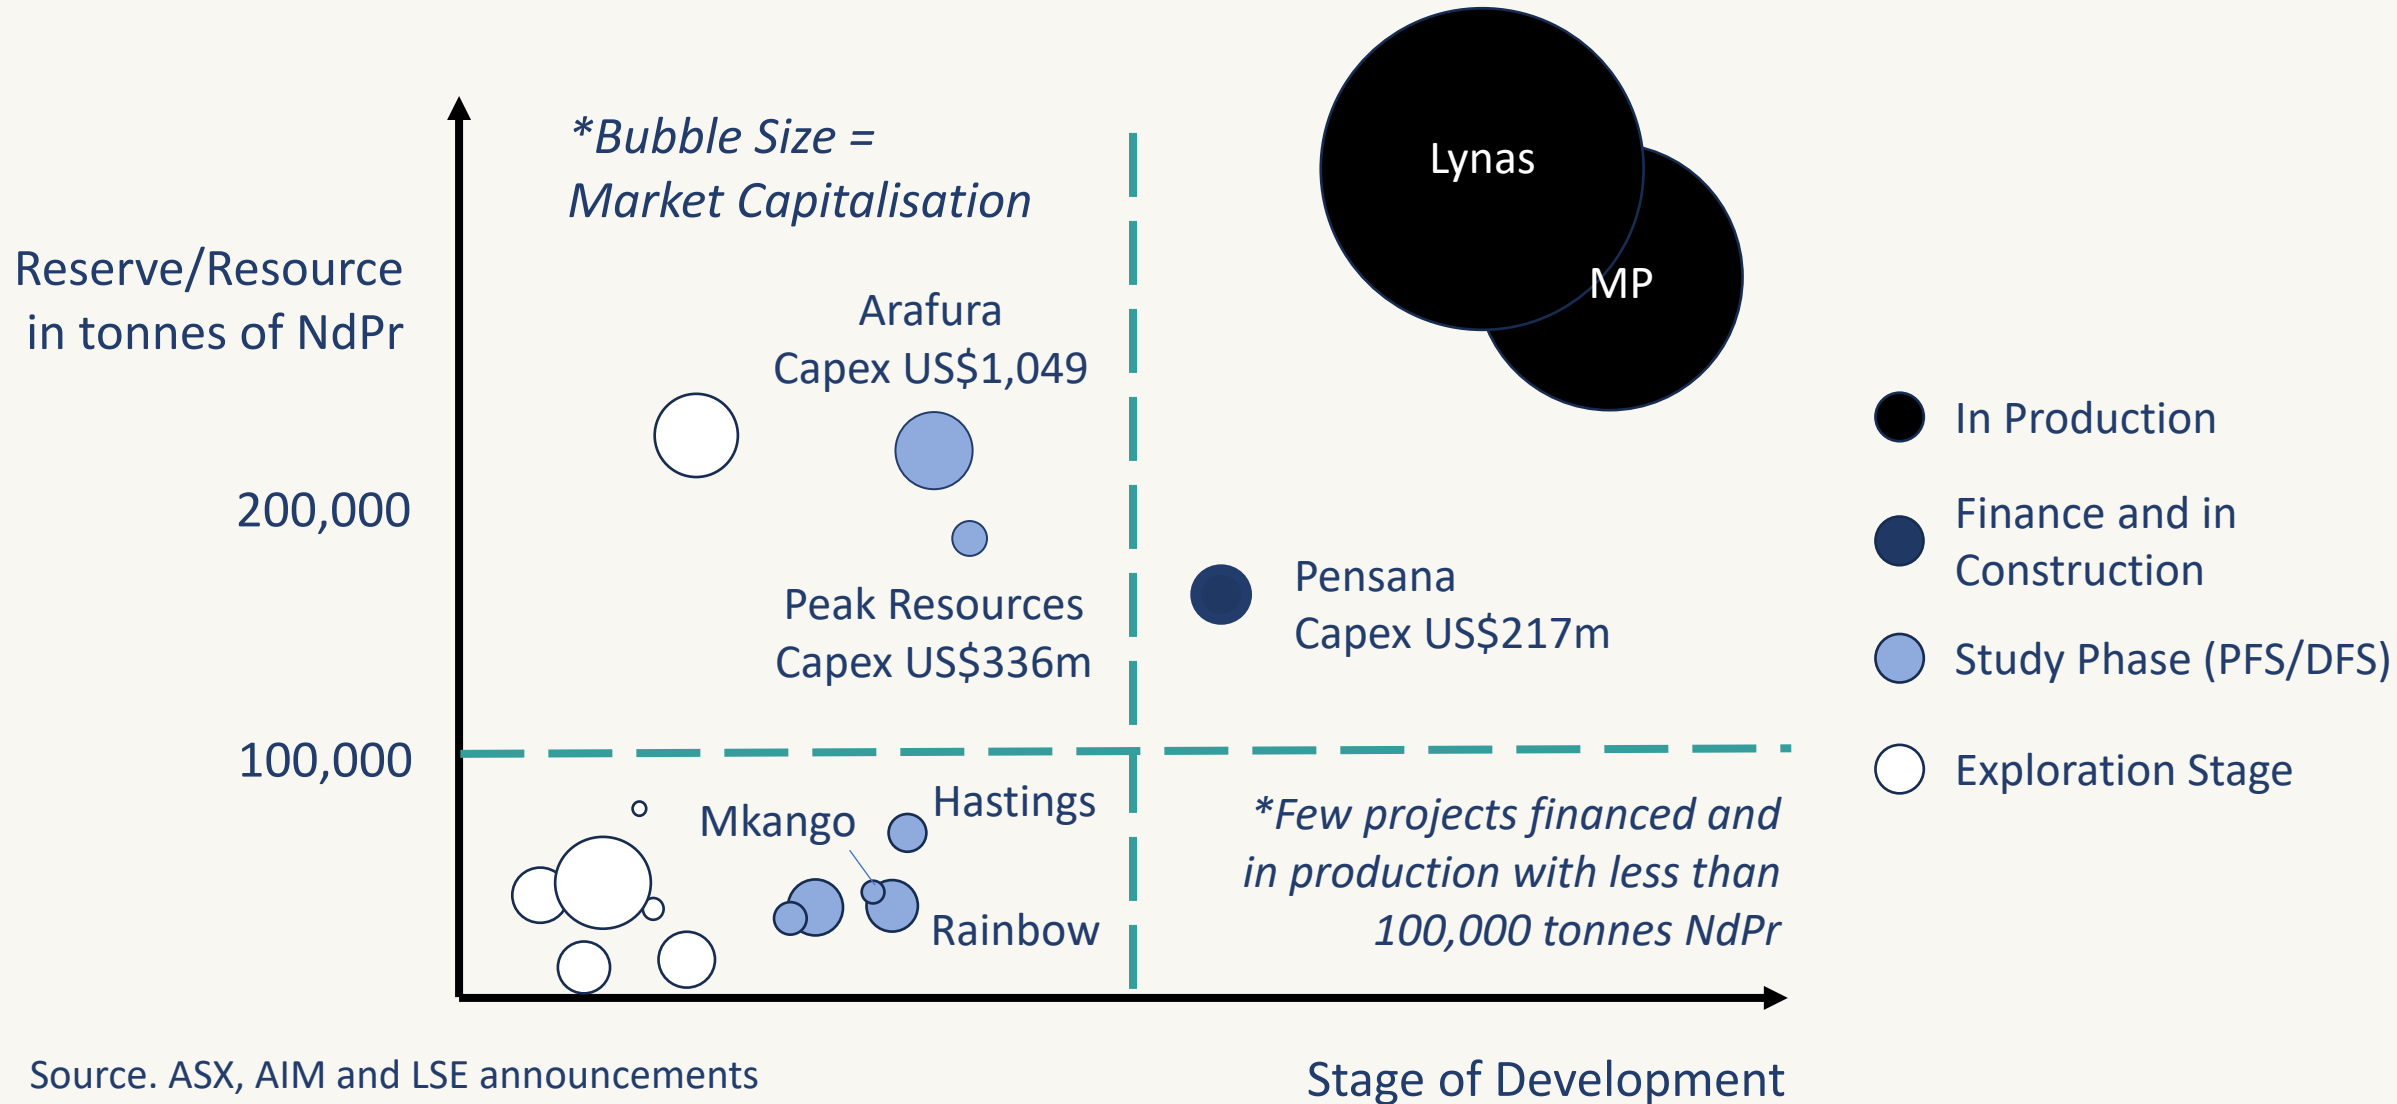 *Bubble Size =
Market Capitalisation
Reserve/Resource
in tonnes of NdPr
200,000
100,000
Lynas
MP
Arafura
Capex US$1,049
Peak Resources
Capex US$336m
Pensana
Capex US$217m
Mkango
Hastings
Rainbow
*Few projects financed and
in production with less than
100,000 tonnes NdPr
In Production
Finance and in
Construction
Study Phase (PFS/DFS)
Exploration Stage
Source. ASX, AIM and LSE announcements
Stage of Development